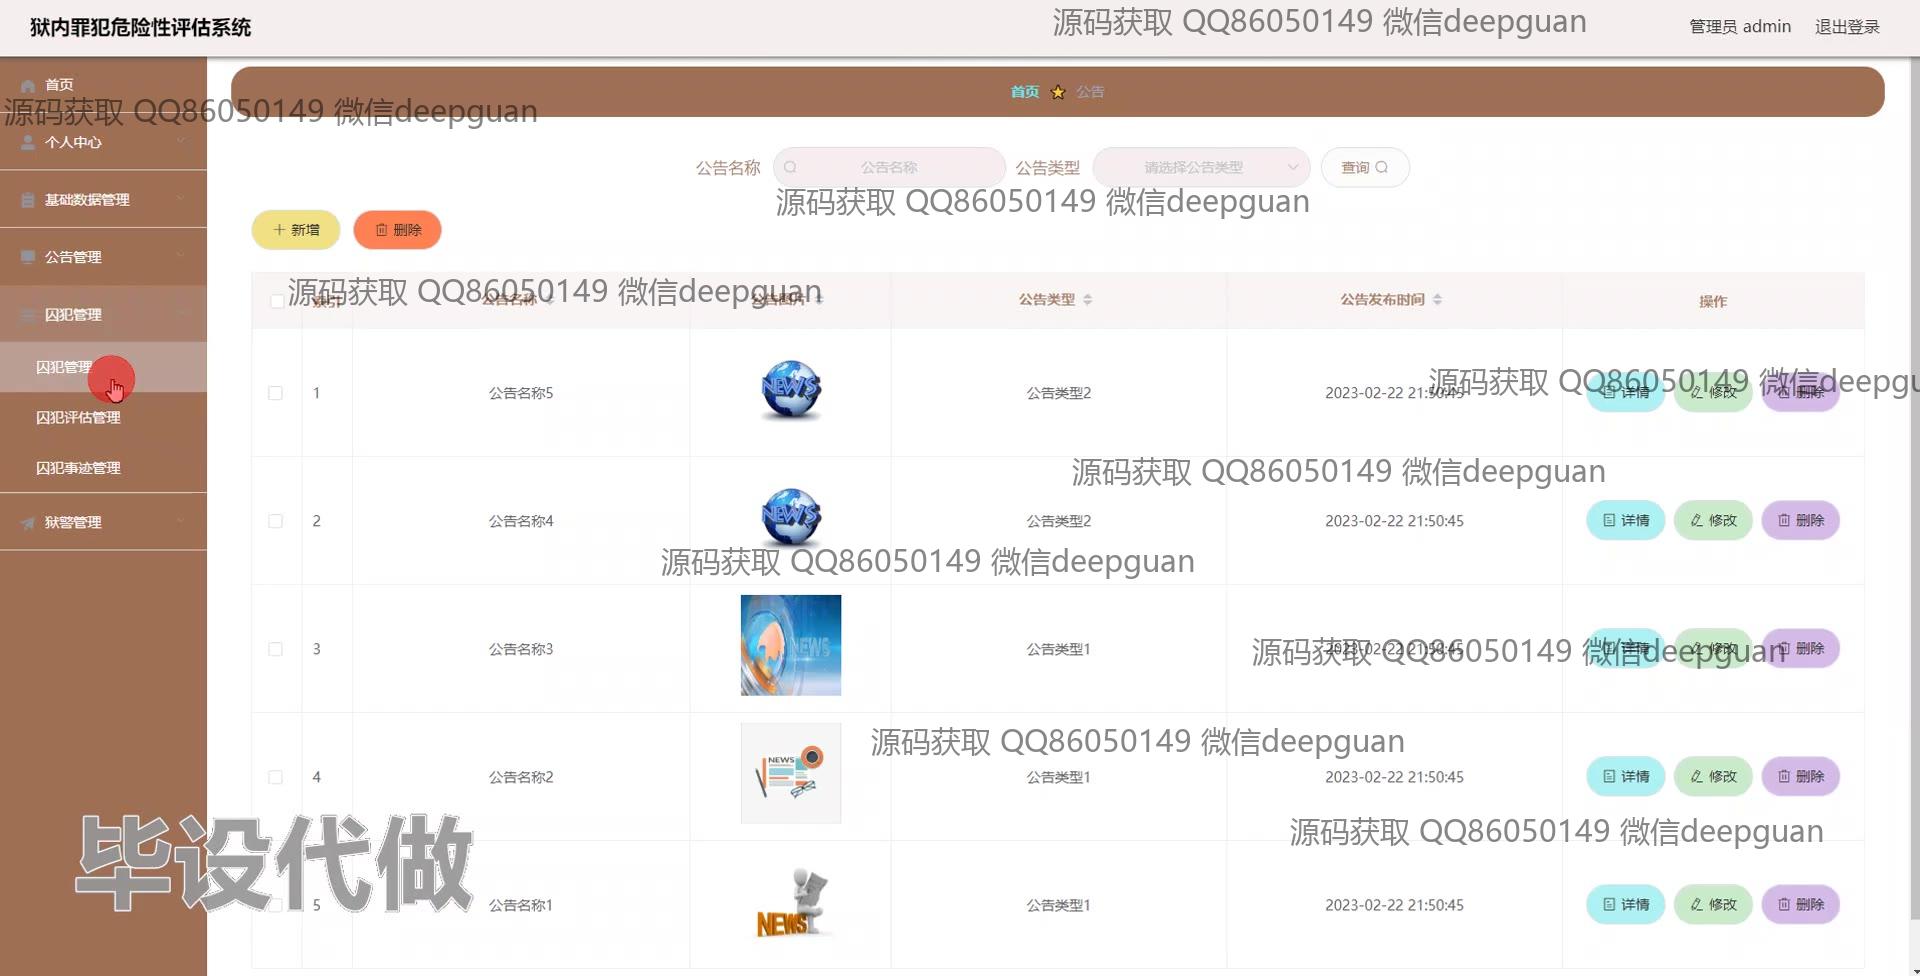 狱内罪犯危险性评估系统
源码获取 QQ86050149 微信deepguan
管理员 admin
退出登录
首页
首页
公告
源码获取 QQ86050149 微信deepguan
个人中心
公告名称
公告名称
公告类型
请选择公告类型
查询
基础数据管理
源码获取 QQ86050149 微信deepguan
新增
删除
公告管理
源码获取 QQ86050149 微信deepguan
索引
公告名称
公告图片
公告类型
公告发布时间
操作
囚犯管理
囚犯管理
源码获取 QQ86050149 微信deepgu
1
公告名称5
NEWS
公告类型2
2023-02-22 21:50:45
详情
修改
删除
囚犯评估管理
囚犯事迹管理
源码获取 QQ86050149 微信deepguan
狱警管理
2
公告名称4
NEWS
公告类型2
2023-02-22 21:50:45
详情
修改
删除
源码获取 QQ86050149 微信deepguan
3
公告名称3
NEWS
公告类型1
2023-02-22 21:50:45
详情
修改
删除
源码获取 QQ86050149 微信deepguan
源码获取 QQ86050149 微信deepguan
4
公告名称2
NEWS
公告类型1
2023-02-22 21:50:45
详情
修改
删除
源码获取 QQ86050149 微信deepguan
毕设代做
5
公告名称1
NEWS
公告类型1
2023-02-22 21:50:45
详情
修改
删除